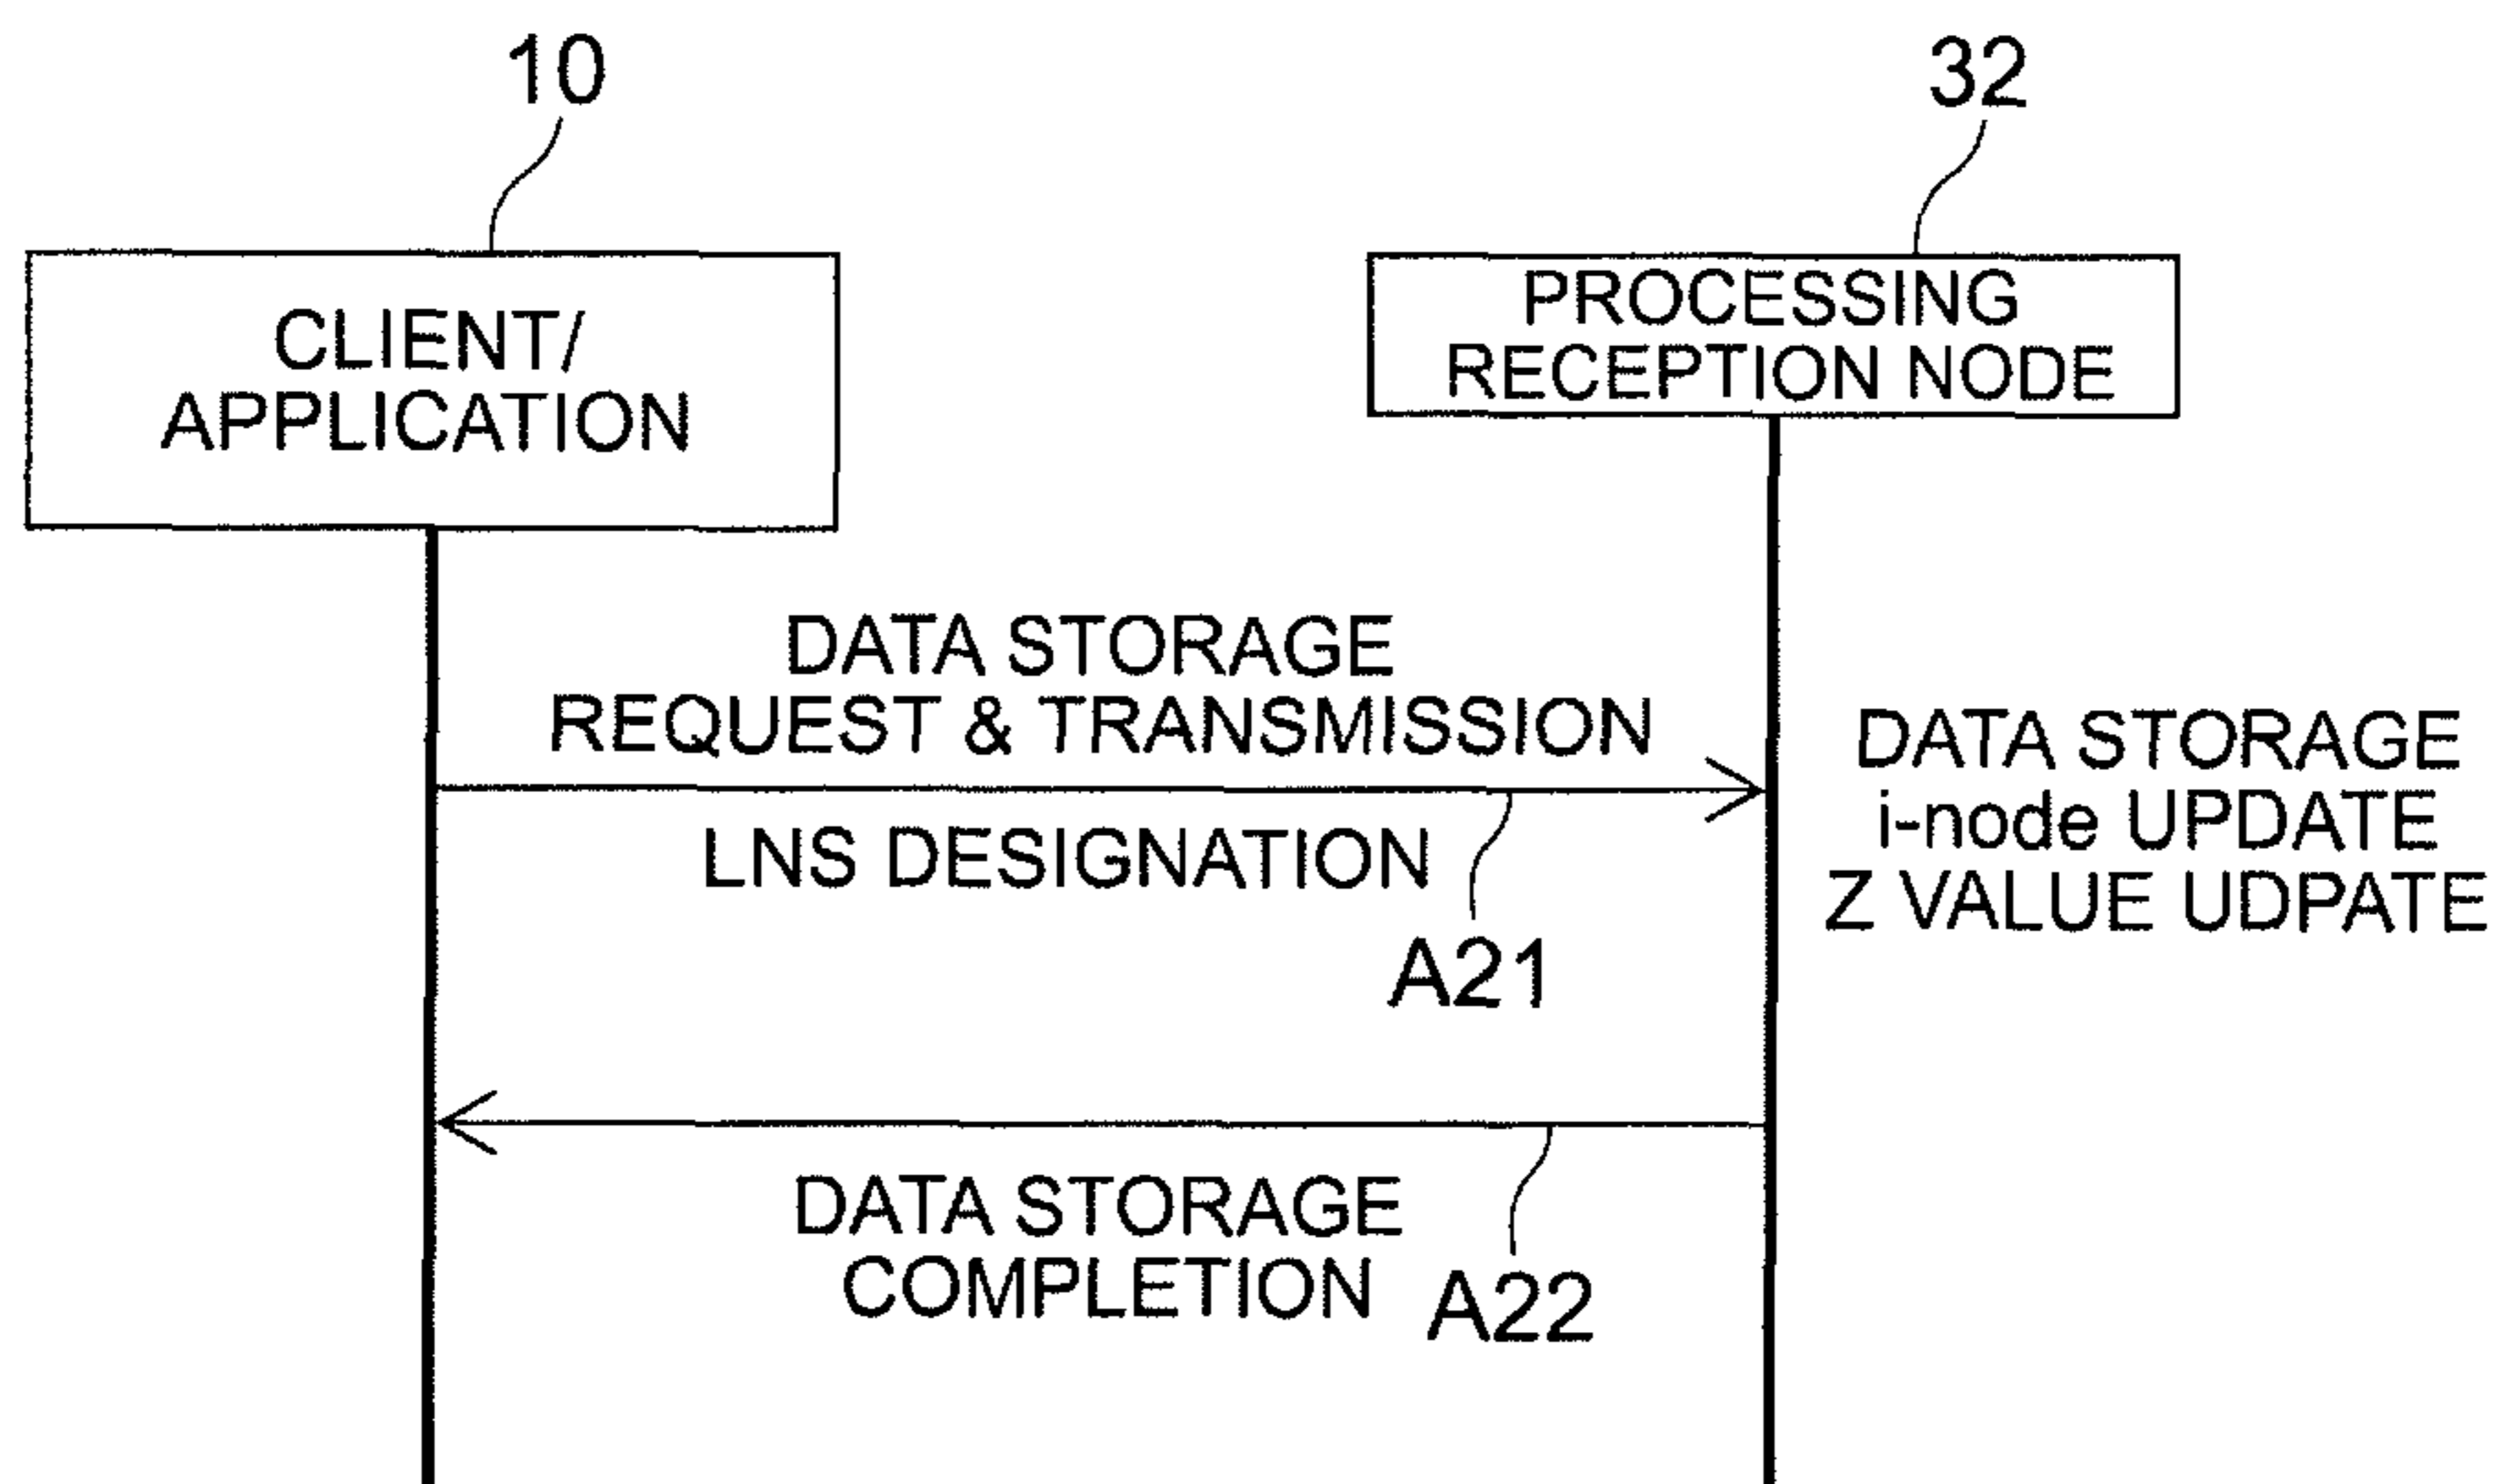 10
32
CLIENT/
APPLICATION
PROCESSING
RECEPTION NODE
DATA STORAGE
REQUEST & TRANSMISSION
LNS DESIGNATION
A21
DATA STORAGE
i-node UPDATE
Z VALUE UDPATE
DATA STORAGE
COMPLETION
A22